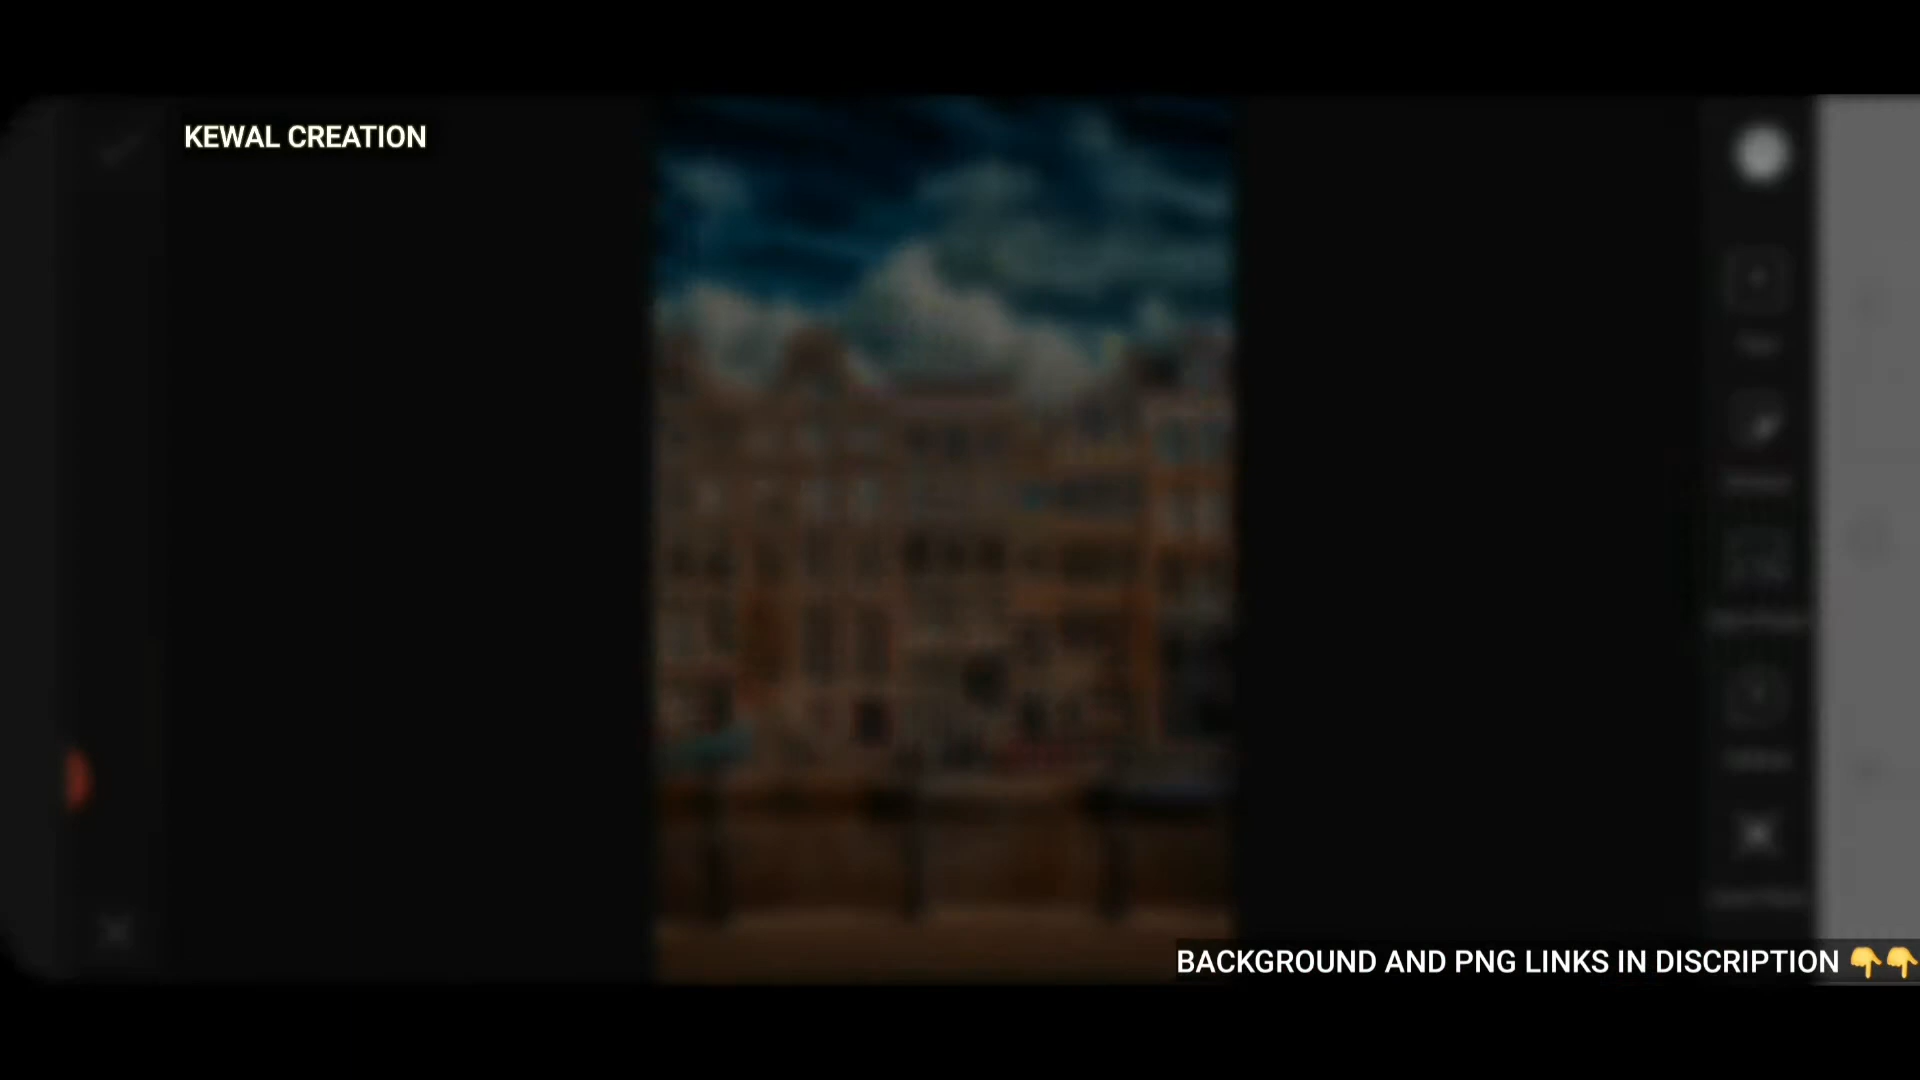 KEWAL CREATION
BACKGROUND AND PNG LINKS IN DISCRIPTION 👇👇